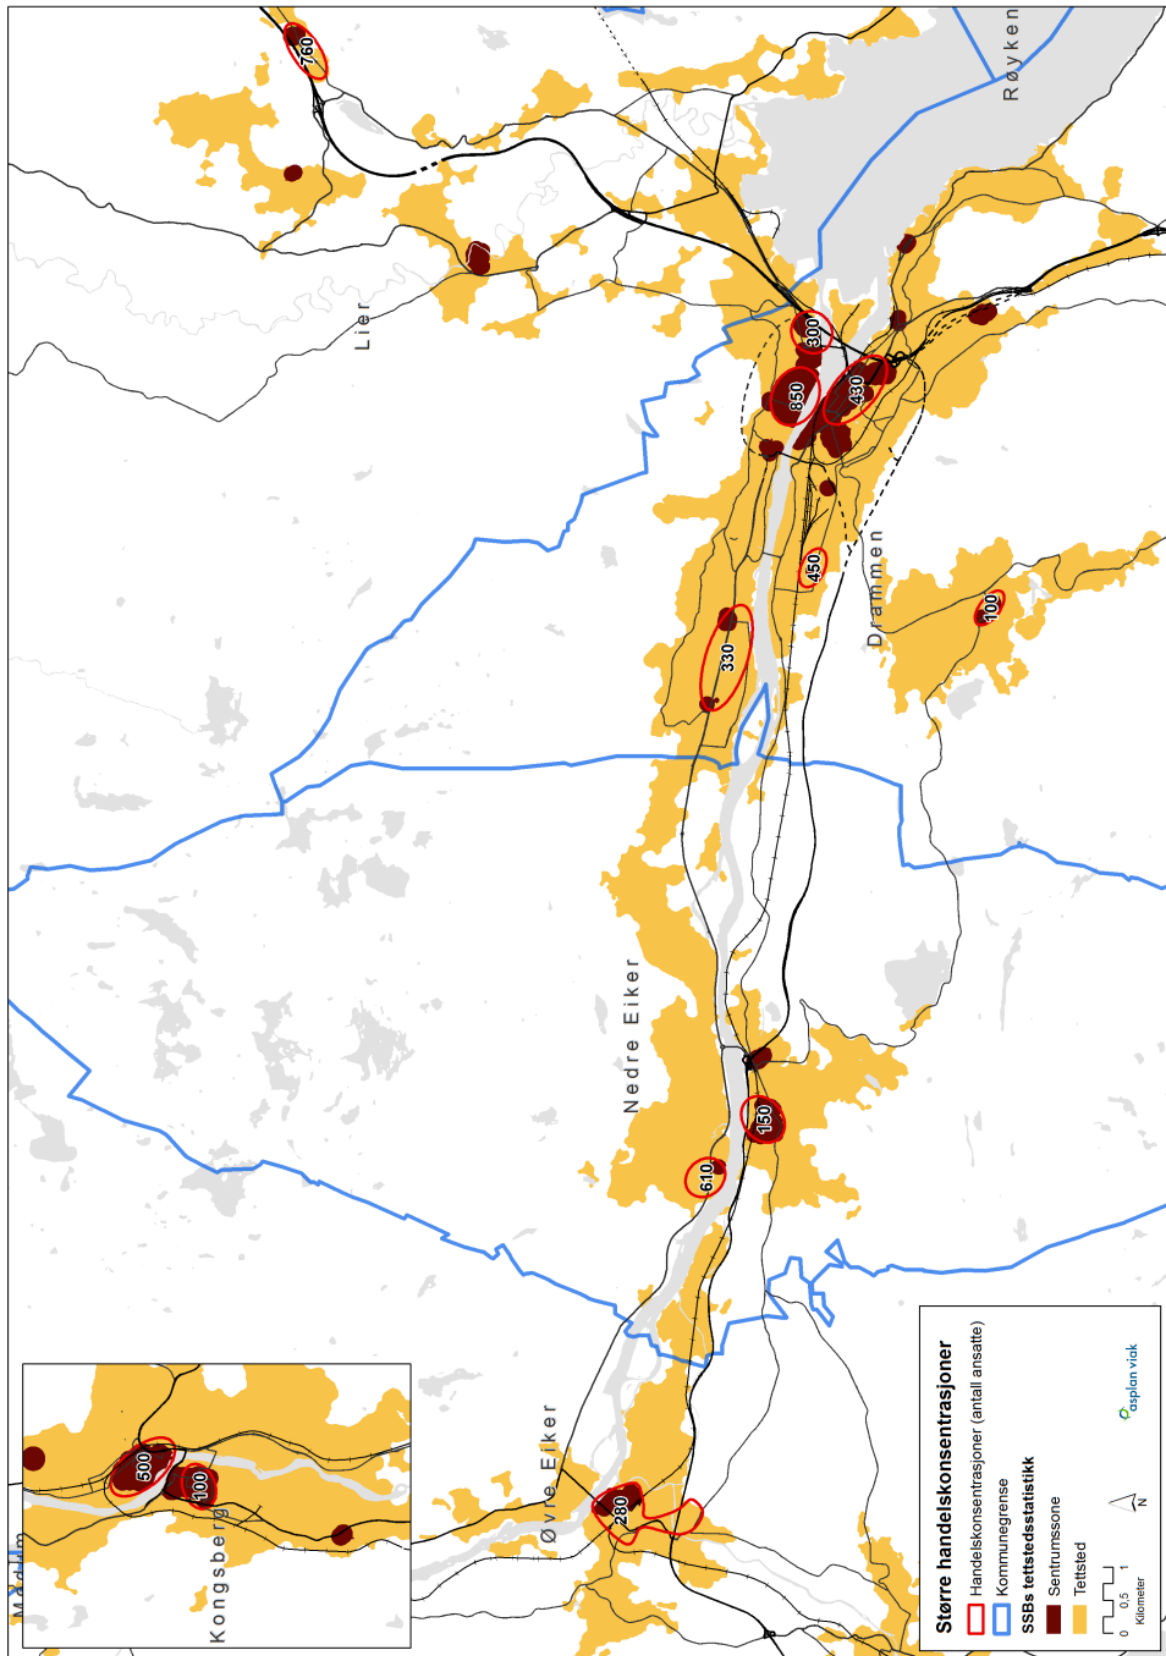 Modum
500
100
Kongsberg
Øvre Eiker
280
610
150
Nedre Eiker
330
450
Drammen
100
850
300
430
Lier
760
Røyken
Større handelskonsentrasjoner
Handelskonsentrasjoner (antall ansatte)
Kommunegrense
SSBs tettstedsstatistikk
Sentrumssone
Tettsted
0 0,5 1
Kilometer
N
asplan viak